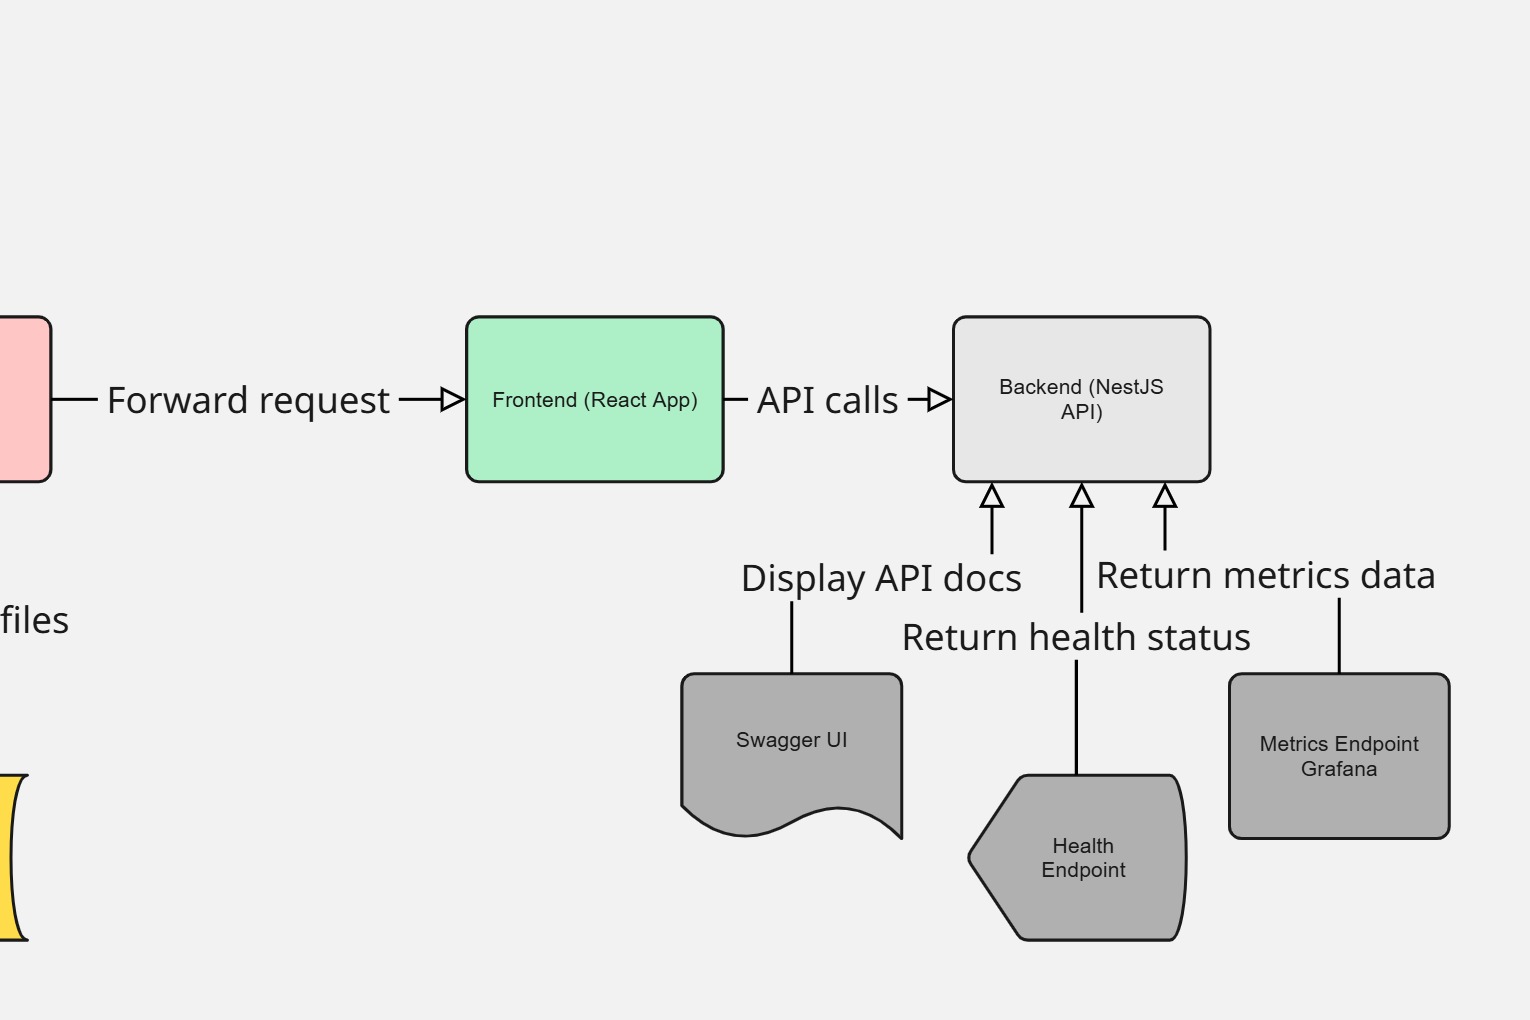 Forward request
Frontend (React App)
API calls
Backend (NestJS
API)
Display API docs
Return metrics data
files
Return health status
Swagger UI
Metrics Endpoint
Grafana
Health
Endpoint